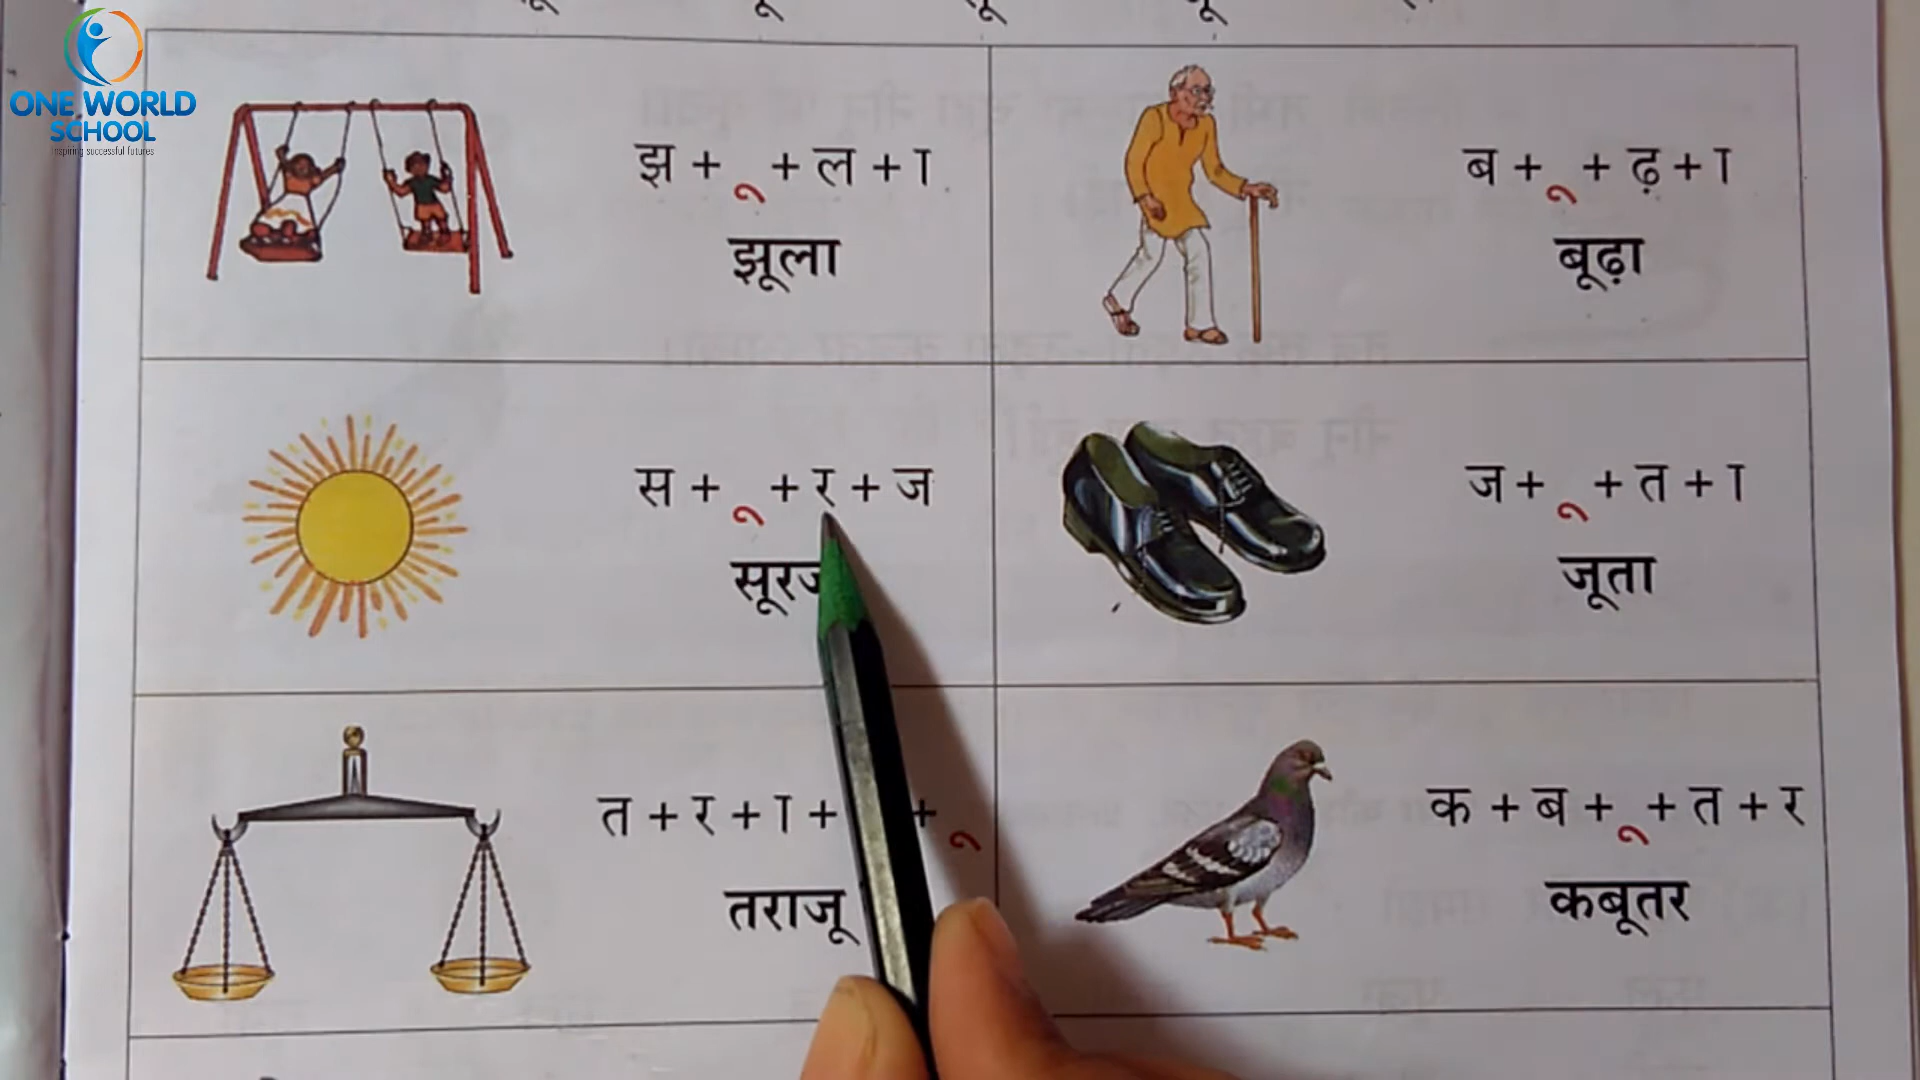 ONE WORLD
SCHOOL
Inspiring successful futures
झ + ू + ल + ा
झूला
ब + ू + ढ़ + ा
बूढ़ा
स + ू + र + ज
सूरज
ज + ू + त + ा
जूता
त + र + ा + + ू
तराजू
क + ब + ू + त + र
कबूतर